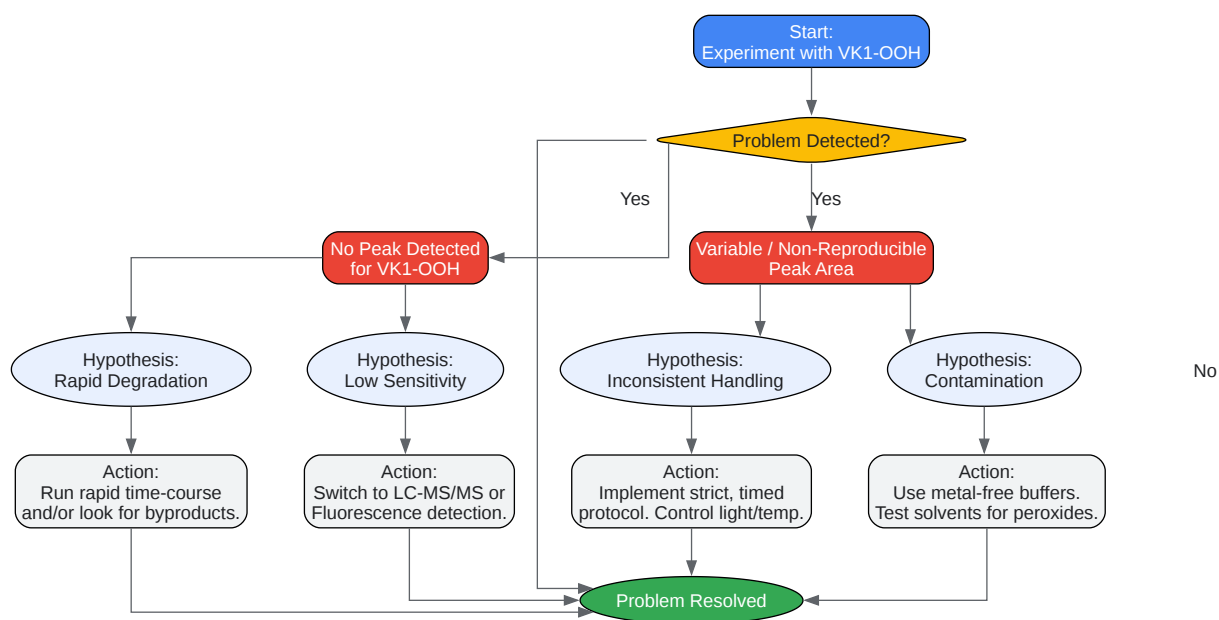 Start:
Experiment with VK1-OOH
Problem Detected?
Yes
Yes
No Peak Detected
for VK1-OOH
Variable / Non-Reproducible
Peak Area
Hypothesis:
Rapid Degradation
Hypothesis:
Low Sensitivity
Hypothesis:
Inconsistent Handling
Hypothesis:
Contamination
No
Action:
Run rapid time-course
and/or look for byproducts.
Action:
Switch to LC-MS/MS or
Fluorescence detection.
Action:
Implement strict, timed
protocol. Control light/temp.
Action:
Use metal-free buffers.
Test solvents for peroxides.
Problem Resolved